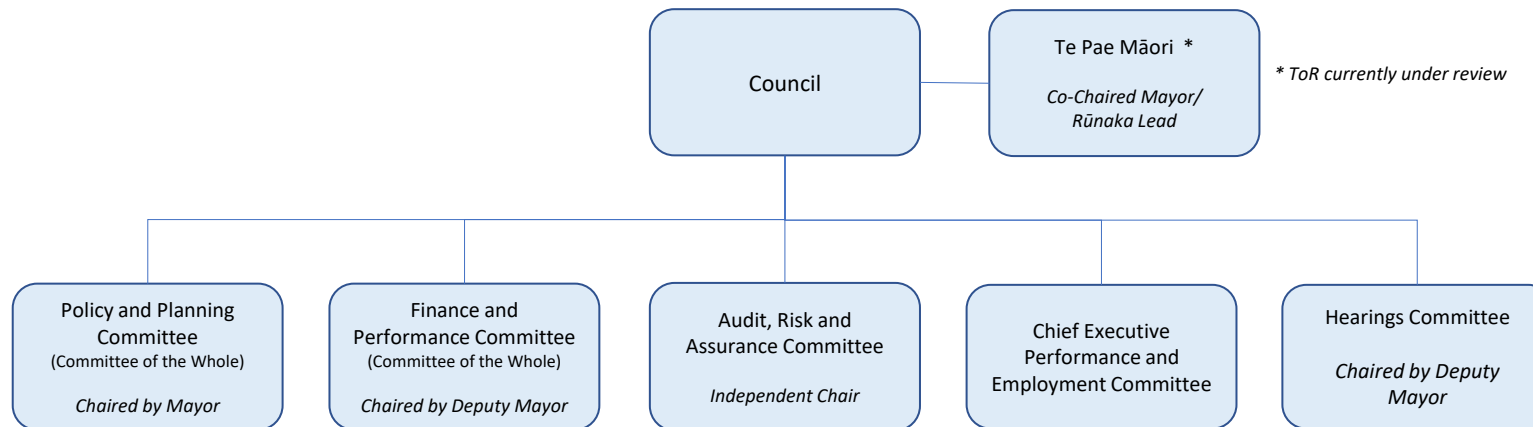 Council
Te Pae Māori *
Co-Chaired Mayor/
Rūnaka Lead
* ToR currently under review
Policy and Planning
Committee
(Committee of the Whole)
Chaired by Mayor
Finance and
Performance Committee
(Committee of the Whole)
Chaired by Deputy Mayor
Audit, Risk and
Assurance Committee
Independent Chair
Chief Executive
Performance and
Employment Committee
Hearings Committee
Chaired by Deputy
Mayor